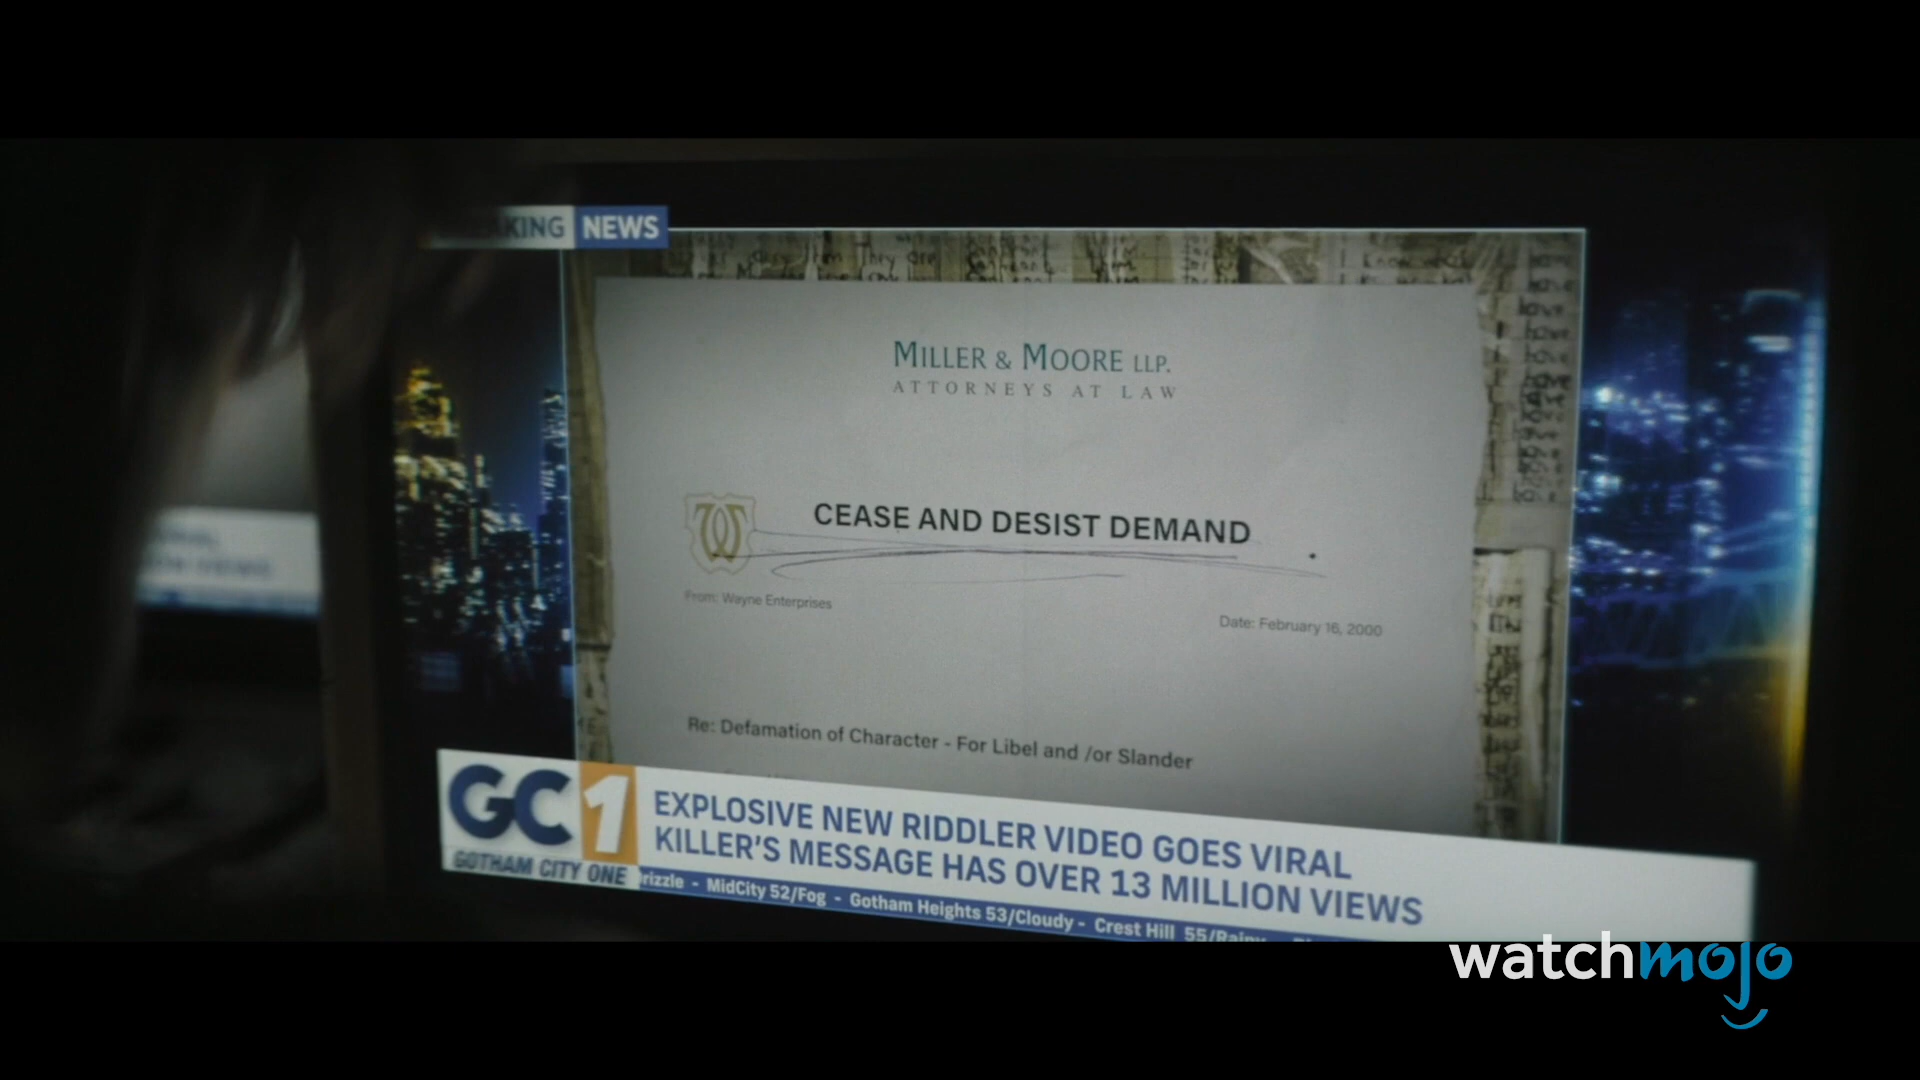 KING NEWS
MILLER & MOORE LLP.
ATTORNEYS AT LAW
CEASE AND DESIST DEMAND
From: Wayne Enterprises
Date: February 16, 2000
Re: Defamation of Character - For Libel and /or Slander
GC1
GOTHAM CITY ONE
EXPLOSIVE NEW RIDDLER VIDEO GOES VIRAL
KILLER'S MESSAGE HAS OVER 13 MILLION VIEWS
rizzle - MidCity 52/Fog - Gotham Heights 53/Cloudy - Crest Hill 55/Rainy
watchmojo